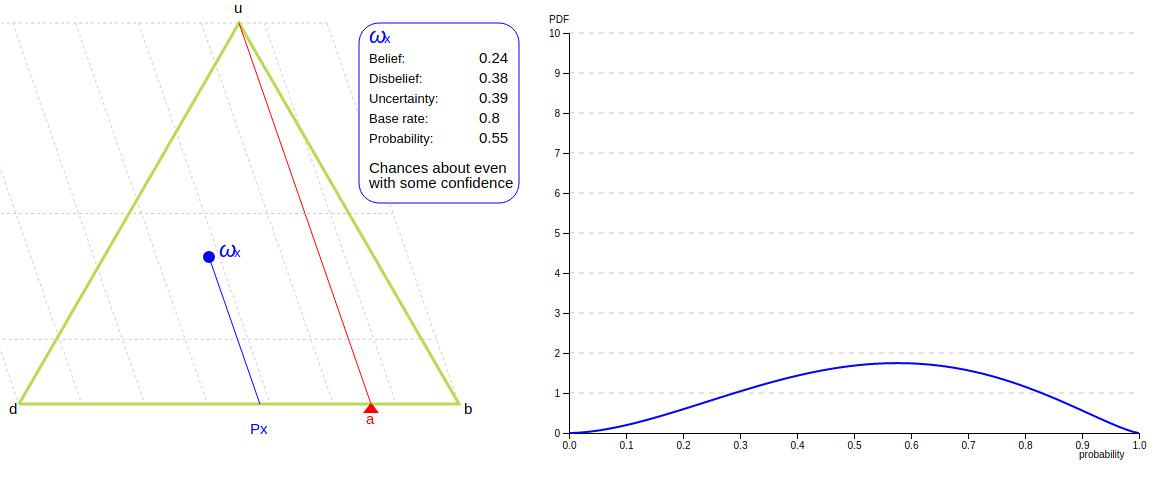 u
ωx
Belief: 0.24
Disbelief: 0.38
Uncertainty: 0.39
Base rate: 0.8
Probability: 0.55
Chances about even
with some confidence
ωx
d
b
a
Px
PDF
10
9
8
7
6
5
4
3
2
1
0
0.0 0.1 0.2 0.3 0.4 0.5 0.6 0.7 0.8 0.9 1.0
probability